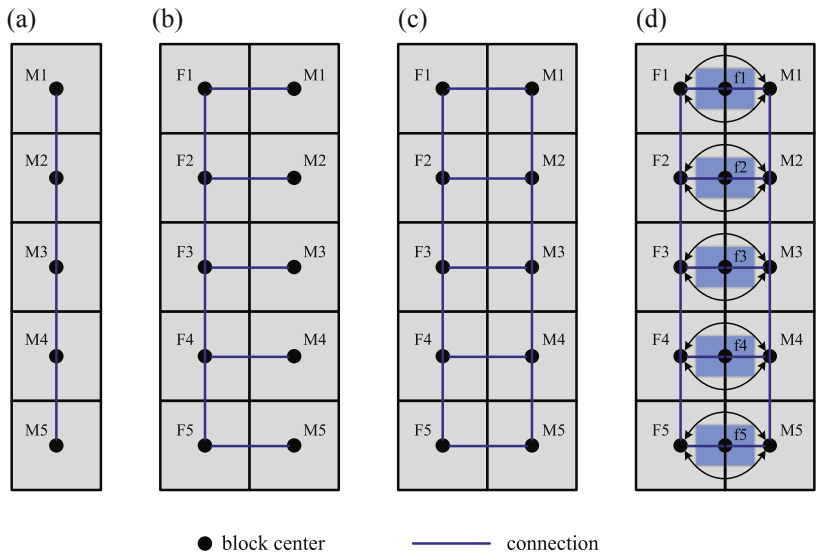 (a) (b) (c) (d)
M1 F1 M1 F1 M1 F1 f1 M1
M2 F2 M2 F2 M2 F2 f2 M2
M3 F3 M3 F3 M3 F3 f3 M3
M4 F4 M4 F4 M4 F4 f4 M4
M5 F5 M5 F5 M5 F5 f5 M5
block center connection